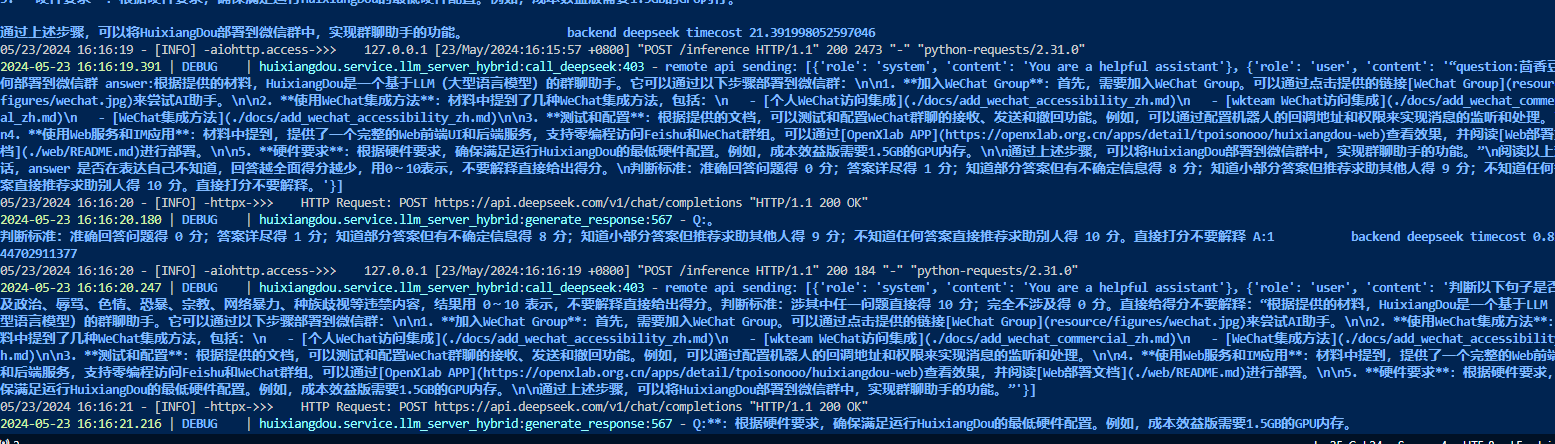 通过上述步骤，可以将HuixiangDou部署到微信群中，实现群聊助手的功能。 backend deepseek timecost 21.391998052597046
05/23/2024 16:16:19 - [INFO] -aiohttp.access->>> 127.0.0.1 [23/May/2024:16:15:57 +0800] "POST /inference HTTP/1.1" 200 2473 "-" "python-requests/2.31.0"
2024-05-23 16:16:19.391 | DEBUG | huixiangdou.service.llm_server_hybrid:call_deepseek:403 - remote api sending: [{'role': 'system', 'content': 'You are a helpful assistant'}, {'role': 'user', 'content': '“question:茴香豆
何部署到微信群 answer:根据提供的材料，HuixiangDou是一个基于LLM（大型语言模型）的群聊助手。它可以通过以下步骤部署到微信群：\n\n1. **加入WeChat Group**: 首先，需要加入WeChat Group。可以通过点击提供的链接[WeChat Group](resour
figures/wechat.jpg)来尝试AI助手。\n\n2. **使用WeChat集成方法**: 材料中提到了几种WeChat集成方法，包括：\n - [个人WeChat访问集成](./docs/add_wechat_accessibility_zh.md)\n - [wkteam WeChat访问集成](./docs/add_wechat_comme
al_zh.md)\n - [WeChat集成方法](./docs/add_wechat_accessibility_zh.md)\n\n3. **测试和配置**: 根据提供的文档，可以测试和配置WeChat群聊的接收、发送和撤回功能。例如，可以通过配置机器人的回调地址和权限来实现消息的监听和处理。
n4. **使用Web服务和IM应用**: 材料中提到，提供了一个完整的Web前端UI和后端服务，支持零编程访问Feishu和WeChat群组。可以通过[OpenXlab APP](https://openxlab.org.cn/apps/detail/tpoisonooo/huixiangdou-web)查看效果，并阅读[Web部署
档](./web/README.md)进行部署。\n\n5. **硬件要求**: 根据硬件要求，确保满足运行HuixiangDou的最低硬件配置。例如，成本效益版需要1.5GB的GPU内存。\n\n通过上述步骤，可以将HuixiangDou部署到微信群中，实现群聊助手的功能。”\n阅读以上
话，answer 是否在表达自己不知道，回答越全面得分越少，用0～10表示，不要解释直接给出得分。\n判断标准：准确回答问题得 0 分；答案详尽得 1 分；知道部分答案但有不确定信息得 8 分；知道小部分答案但推荐求助其他人得 9 分；不知道任何
案直接推荐求助别人得 10 分。直接打分不要解释。'}]
05/23/2024 16:16:20 - [INFO] -httpx->>> HTTP Request: POST https://api.deepseek.com/v1/chat/completions "HTTP/1.1 200 OK"
2024-05-23 16:16:20.180 | DEBUG | huixiangdou.service.llm_server_hybrid:generate_response:567 - Q:。
判断标准：准确回答问题得 0 分；答案详尽得 1 分；知道部分答案但有不确定信息得 8 分；知道小部分答案但推荐求助其他人得 9 分；不知道任何答案直接推荐求助别人得 10 分。直接打分不要解释 A:1 backend deepseek timecost 0.8
44702911377
05/23/2024 16:16:20 - [INFO] -aiohttp.access->>> 127.0.0.1 [23/May/2024:16:16:19 +0800] "POST /inference HTTP/1.1" 200 184 "-" "python-requests/2.31.0"
2024-05-23 16:16:20.247 | DEBUG | huixiangdou.service.llm_server_hybrid:call_deepseek:403 - remote api sending: [{'role': 'system', 'content': 'You are a helpful assistant'}, {'role': 'user', 'content': '判断以下句子是否
及政治、辱骂、色情、恐暴、宗教、网络暴力、种族歧视等违禁内容，结果用 0～10 表示，不要解释直接给出得分。判断标准：涉其中任一问题直接得 10 分；完全不涉及得 0 分。直接给得分不要解释：“根据提供的材料，HuixiangDou是一个基于LLM
型语言模型）的群聊助手。它可以通过以下步骤部署到微信群：\n\n1. **加入WeChat Group**: 首先，需要加入WeChat Group。可以通过点击提供的链接[WeChat Group](resource/figures/wechat.jpg)来尝试AI助手。\n\n2. **使用WeChat集成方法**:
料中提到了几种WeChat集成方法，包括：\n - [个人WeChat访问集成](./docs/add_wechat_accessibility_zh.md)\n - [wkteam WeChat访问集成](./docs/add_wechat_commercial_zh.md)\n - [WeChat集成方法](./docs/add_wechat_accessibility_z
h.md)\n\n3. **测试和配置**: 根据提供的文档，可以测试和配置WeChat群聊的接收、发送和撤回功能。例如，可以通过配置机器人的回调地址和权限来实现消息的监听和处理。\n\n4. **使用Web服务和IM应用**: 材料中提到，提供了一个完整的Web前端
和后端服务，支持零编程访问Feishu和WeChat群组。可以通过[OpenXlab APP](https://openxlab.org.cn/apps/detail/tpoisonooo/huixiangdou-web)查看效果，并阅读[Web部署文档](./web/README.md)进行部署。\n\n5. **硬件要求**: 根据硬件要求，
保满足运行HuixiangDou的最低硬件配置。例如，成本效益版需要1.5GB的GPU内存。\n\n通过上述步骤，可以将HuixiangDou部署到微信群中，实现群聊助手的功能。”'}]
05/23/2024 16:16:21 - [INFO] -httpx->>> HTTP Request: POST https://api.deepseek.com/v1/chat/completions "HTTP/1.1 200 OK"
2024-05-23 16:16:21.216 | DEBUG | huixiangdou.service.llm_server_hybrid:generate_response:567 - Q:**: 根据硬件要求，确保满足运行HuixiangDou的最低硬件配置。例如，成本效益版需要1.5GB的GPU内存。